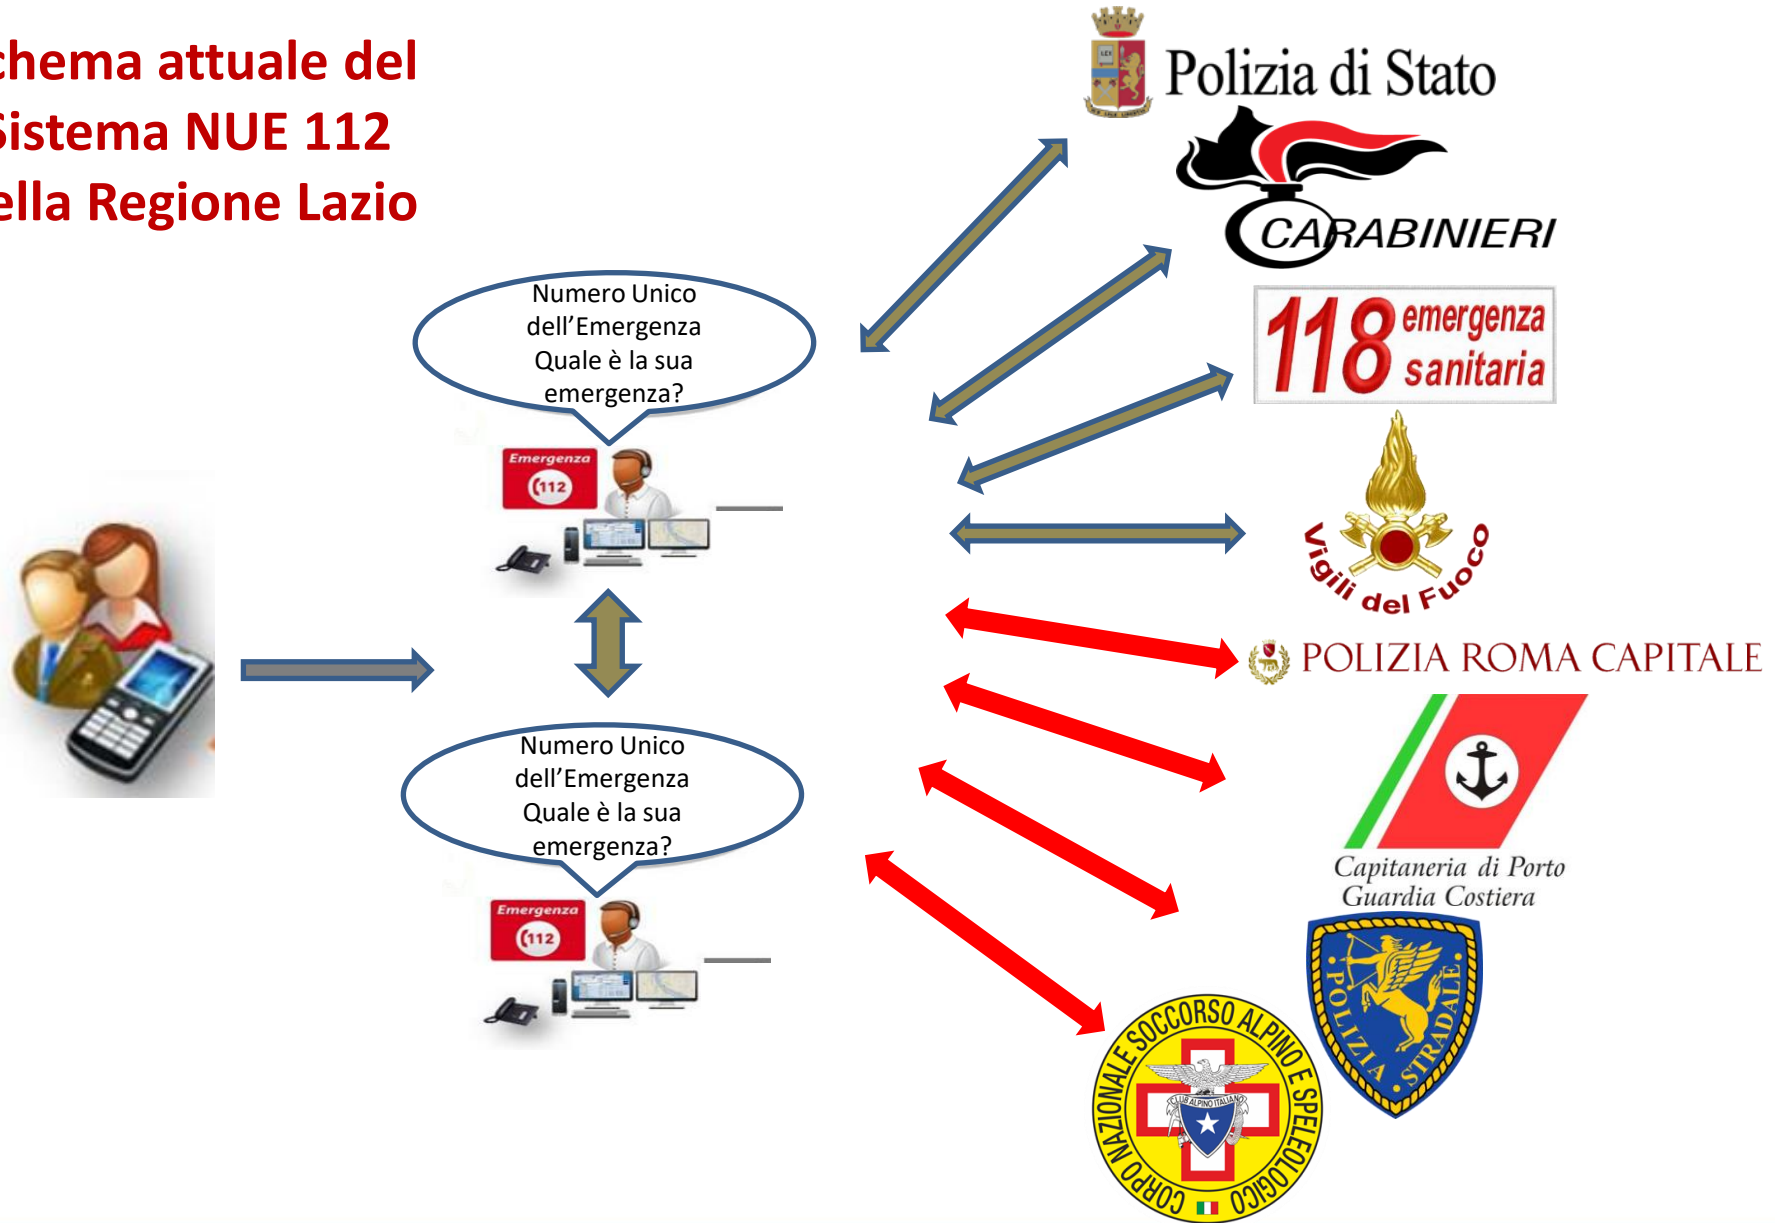 chema attuale del
Sistema NUE 112
ella Regione Lazio
Numero Unico
dell’Emergenza
Quale è la sua
emergenza?
Emergenza
112
Numero Unico
dell’Emergenza
Quale è la sua
emergenza?
Emergenza
112
Polizia di Stato
CARABINIERI
118 emergenza
sanitaria
Vigili del Fuoco
POLIZIA ROMA CAPITALE
Capitaneria di Porto
Guardia Costiera
POLIZIA STRADALE
CORPO NAZIONALE SOCCORSO ALPINO E SPELEOLOGICO
CLUB ALPINO ITALIANO